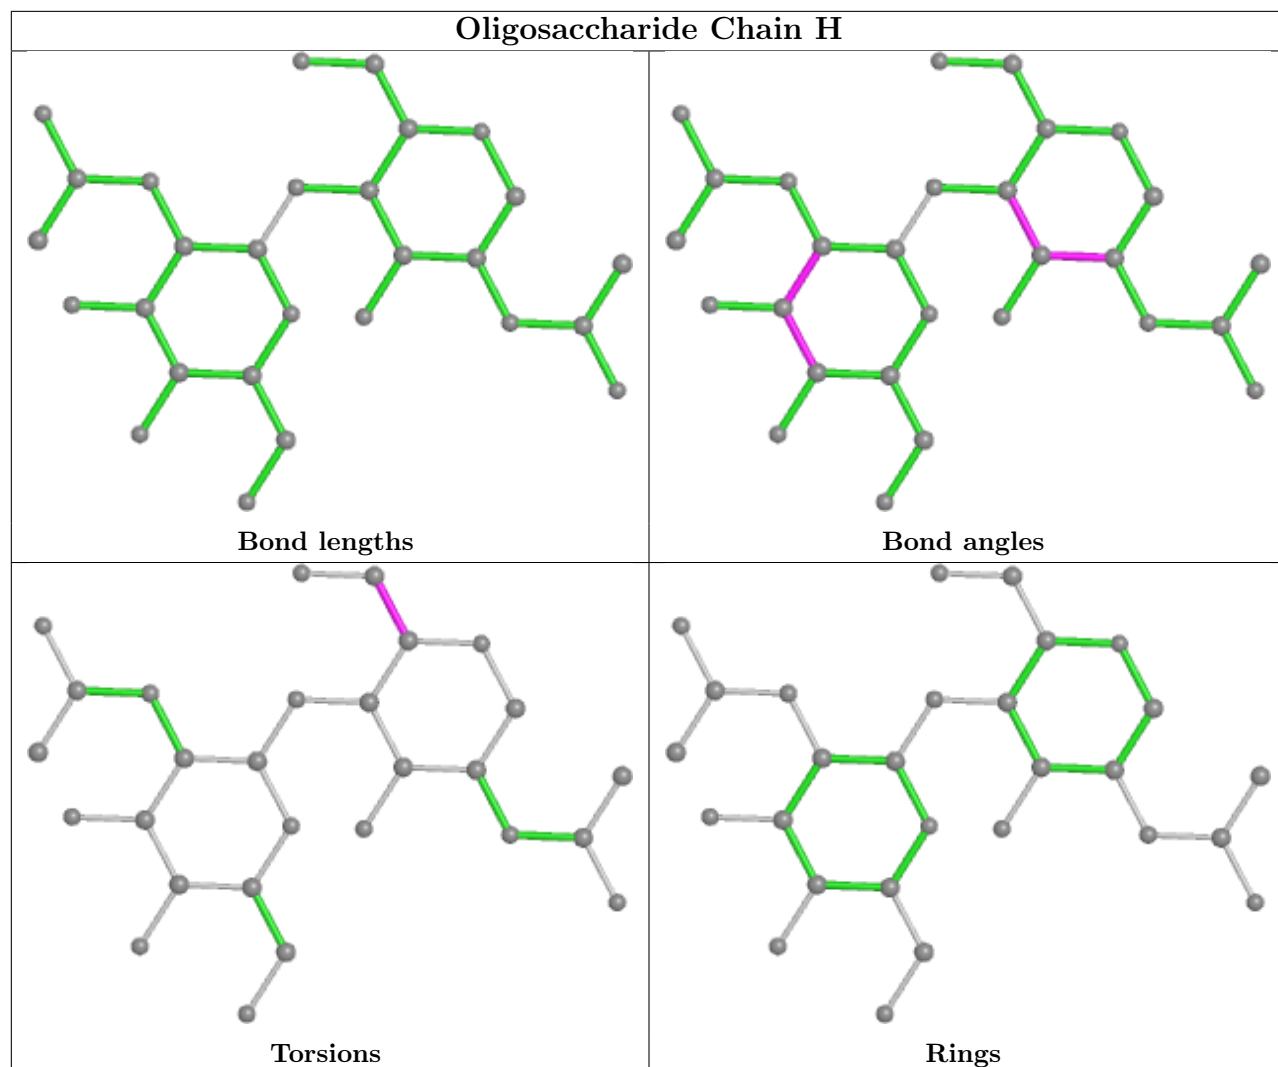 Oligosaccharide Chain H
Bond lengths
Bond angles
Torsions
Rings